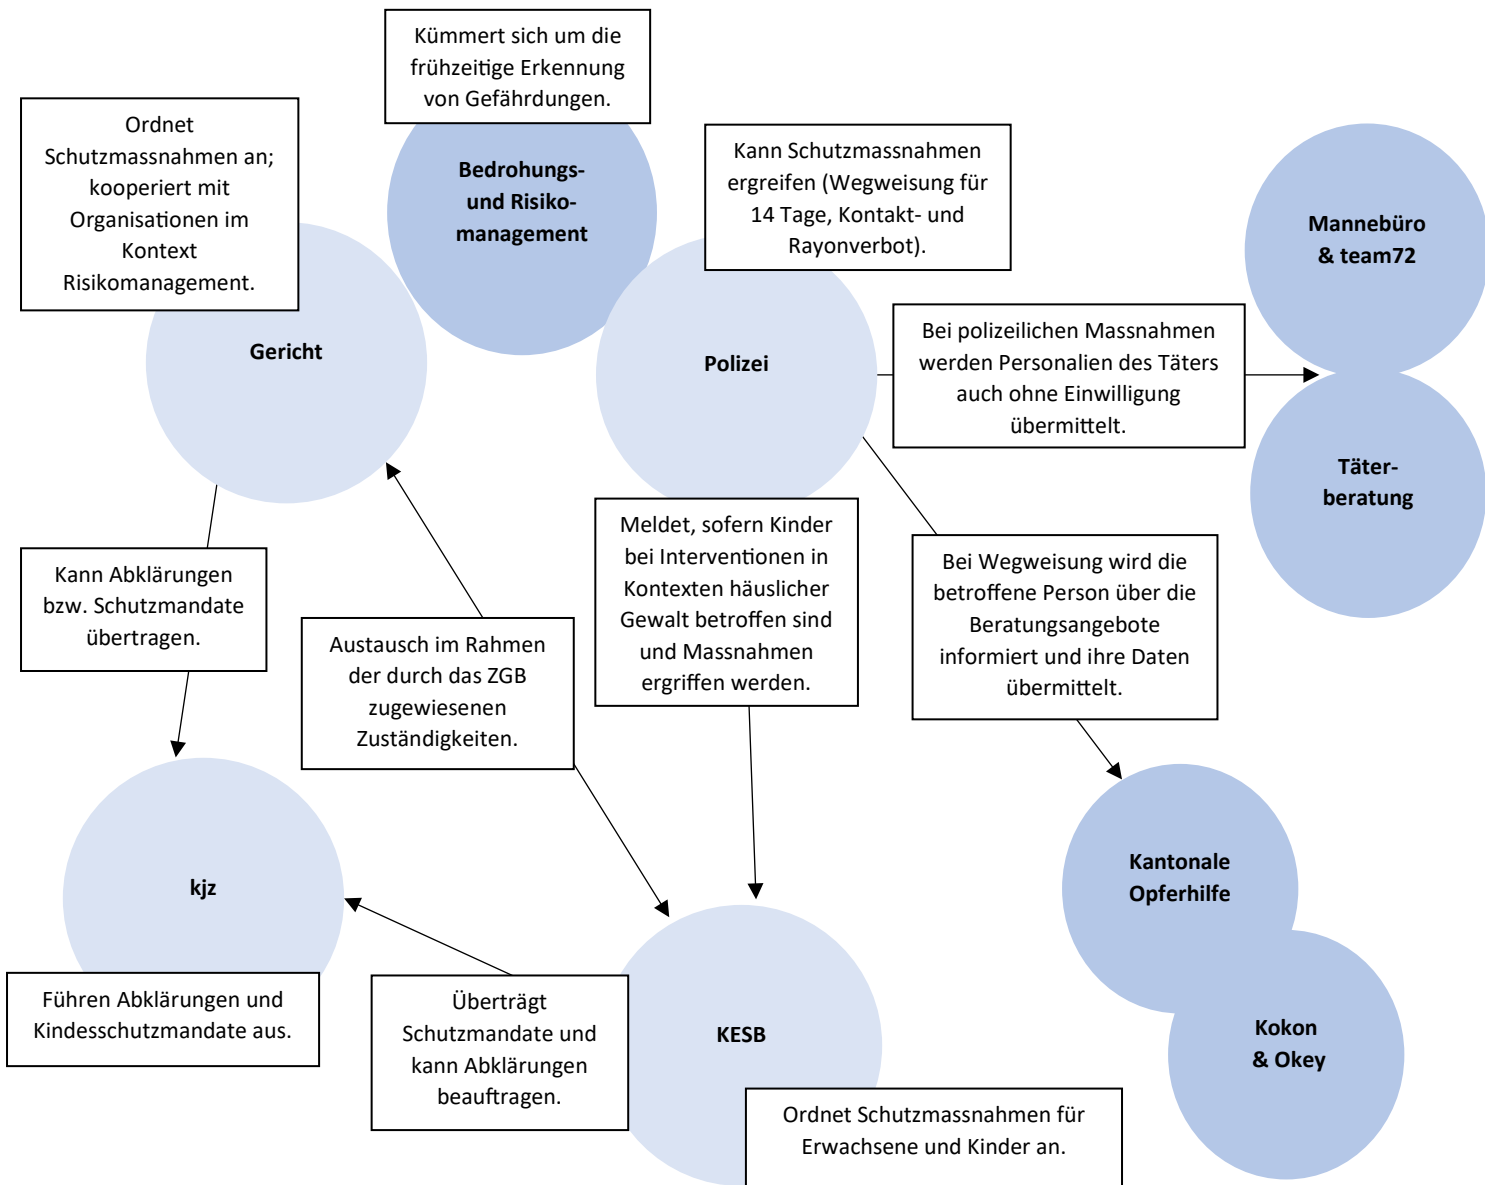 Kümmert sich um die
frühzeitige Erkennung
von Gefährdungen.
Ordnet
Schutzmassnahmen an;
kooperiert mit
Organisationen im
Kontext
Risikomanagement.
Bedrohungs-
und Risiko-
management
Kann Schutzmassnahmen
ergreifen (Wegweisung für
14 Tage, Kontakt- und
Rayonverbot).
Mannebüro
& team72
Gericht
Polizei
Bei polizeilichen Massnahmen
werden Personalien des Täters
auch ohne Einwilligung
übermittelt.
Täter-
beratung
Kann Abklärungen
bzw. Schutzmandate
übertragen.
Austausch im Rahmen
der durch das ZGB
zugewiesenen
Zuständigkeiten.
Meldet, sofern Kinder
bei Interventionen in
Kontexten häuslicher
Gewalt betroffen sind
und Massnahmen
ergriffen werden.
Bei Wegweisung wird die
betroffene Person über die
Beratungsangebote
informiert und ihre Daten
übermittelt.
kjz
Kantonale
Opferhilfe
Führen Abklärungen und
Kindesschutzmandate aus.
Überträgt
Schutzmandate und
kann Abklärungen
beauftragen.
KESB
Kokon
& Okey
Ordnet Schutzmassnahmen für
Erwachsene und Kinder an.